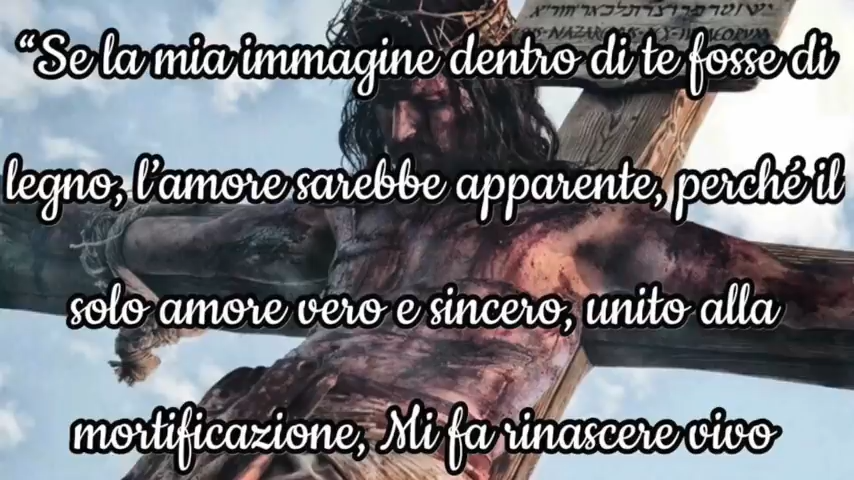 “Se la mia immagine dentro di te fosse di
legno, l’amore sarebbe apparente, perché il
solo amore vero e sincero, unito alla
mortificazione, Mi fa rinascere vivo